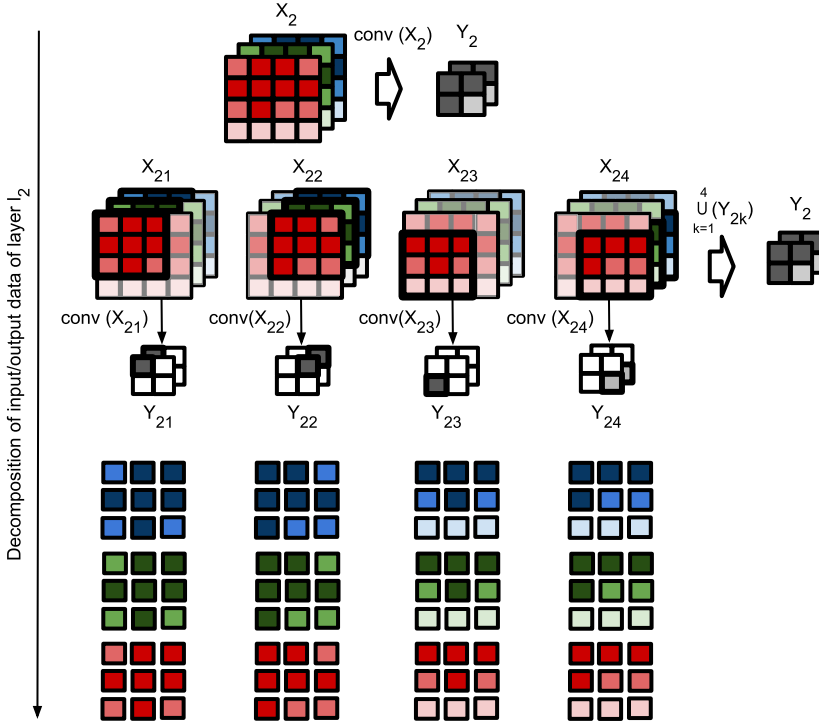 X2
conv (X2)
Y2
X21
X22
X23
X24
4
U(Y2k)
k=1
Y2
conv (X21)
conv(X22)
conv(X23)
conv (X24)
Y21
Y22
Y23
Y24
Decomposition of input/output data of layer l2